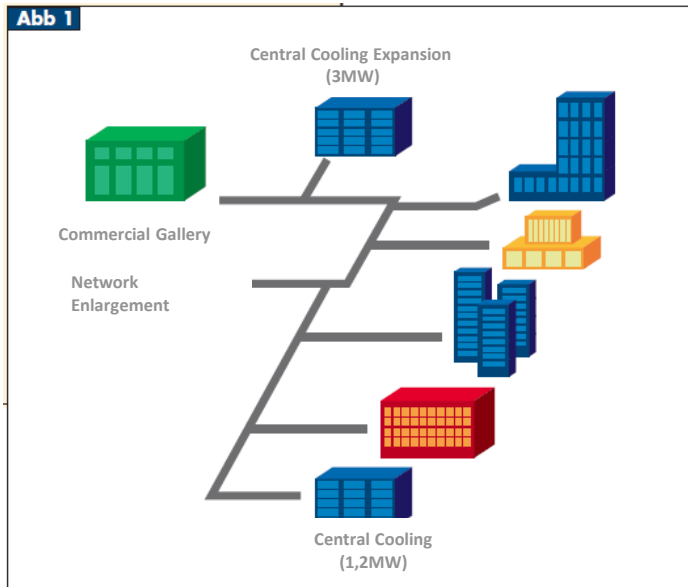 Abb 1
Central Cooling Expansion
(3MW)
Commercial Gallery
Network
Enlargement
Central Cooling
(1,2MW)